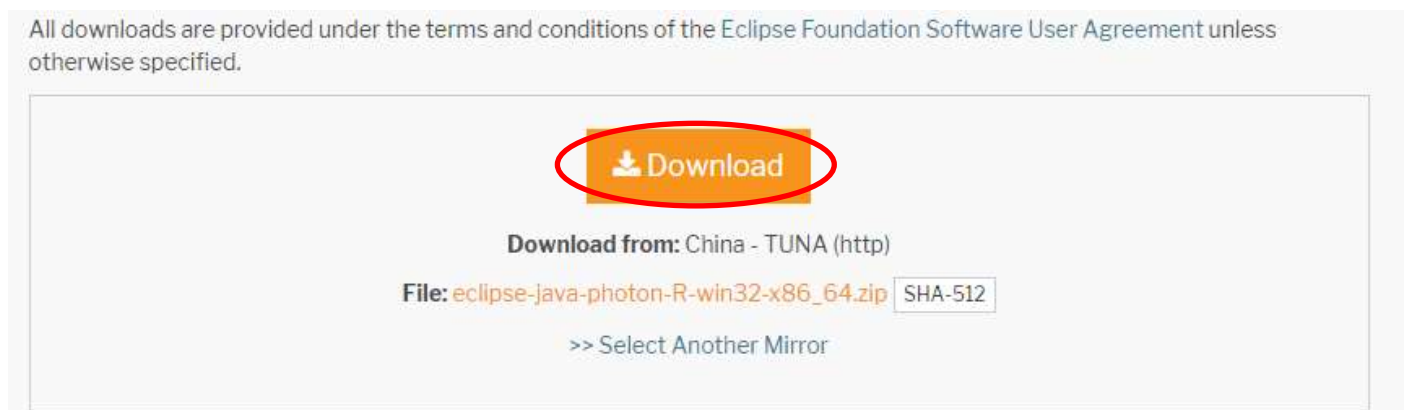 All downloads are provided under the terms and conditions of the Eclipse Foundation Software User Agreement unless
otherwise specified.
Download
Download from: China - TUNA (http)
File: eclipse-java-photon-R-win32-x86_64.zip SHA-512
>> Select Another Mirror